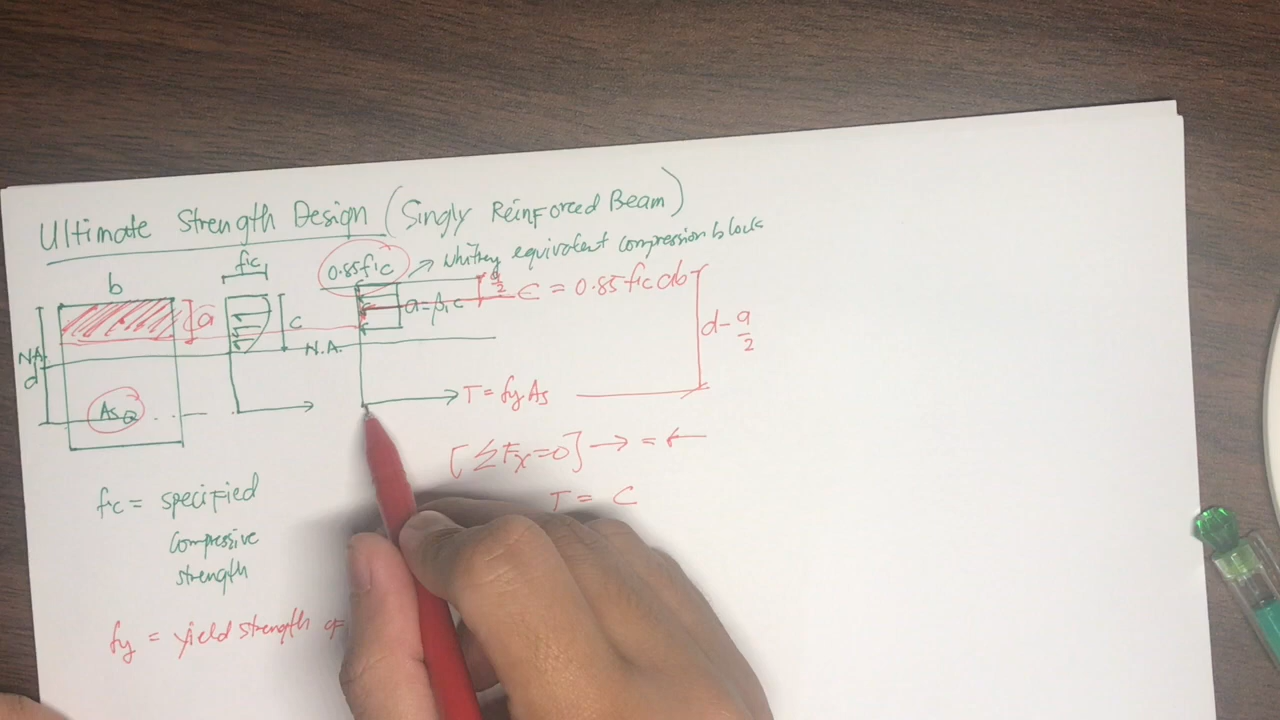 Ultimate Strength Design (Singly Reinforced Beam)
f'c
0.85f'c
Whitney equivalent compression block
b
a
c
a=β₁c
a/2
C = 0.85f'c ab
d-a/2
N.A.
N.A.
d
As
T = fy As
[ΣFx=0] → = ←
T = C
f'c = specified
compressive
strength
fy = yield strength of